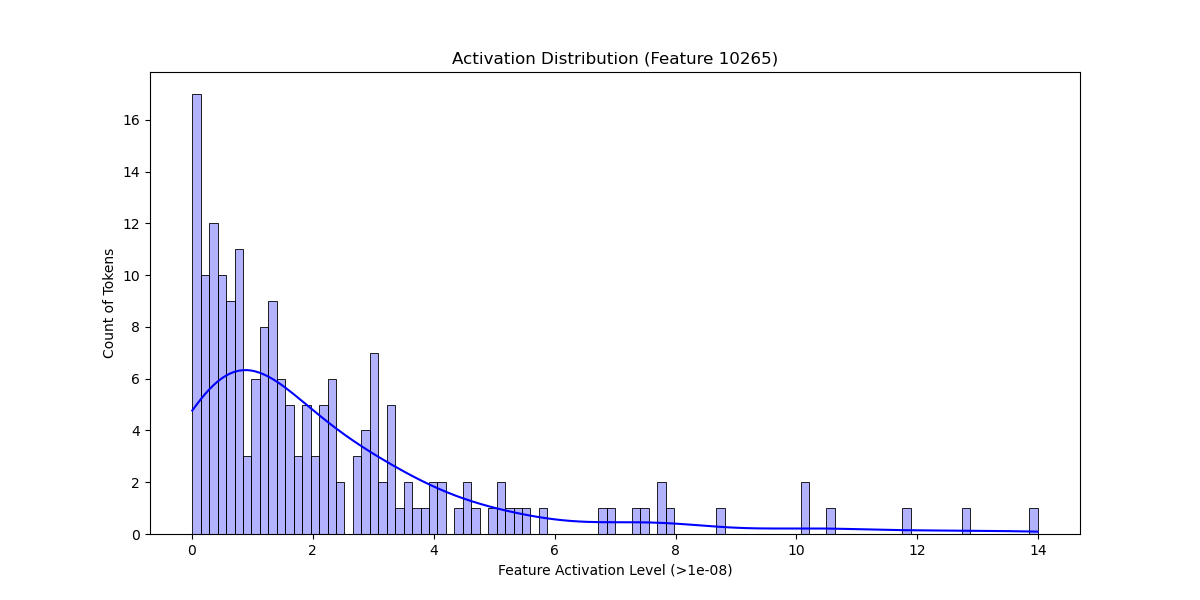 Activation Distribution (Feature 10265)
16
14
12
10
8
6
4
2
0
Count of Tokens
0 2 4 6 8 10 12 14
Feature Activation Level (>1e-08)